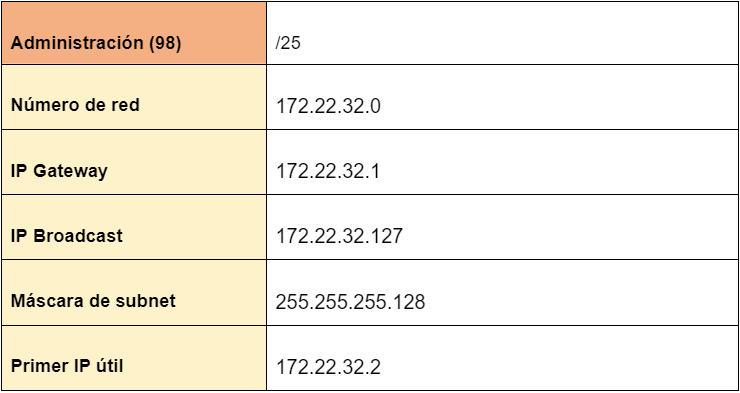 Administración (98) /25
Número de red 172.22.32.0
IP Gateway 172.22.32.1
IP Broadcast 172.22.32.127
Máscara de subnet 255.255.255.128
Primer IP útil 172.22.32.2